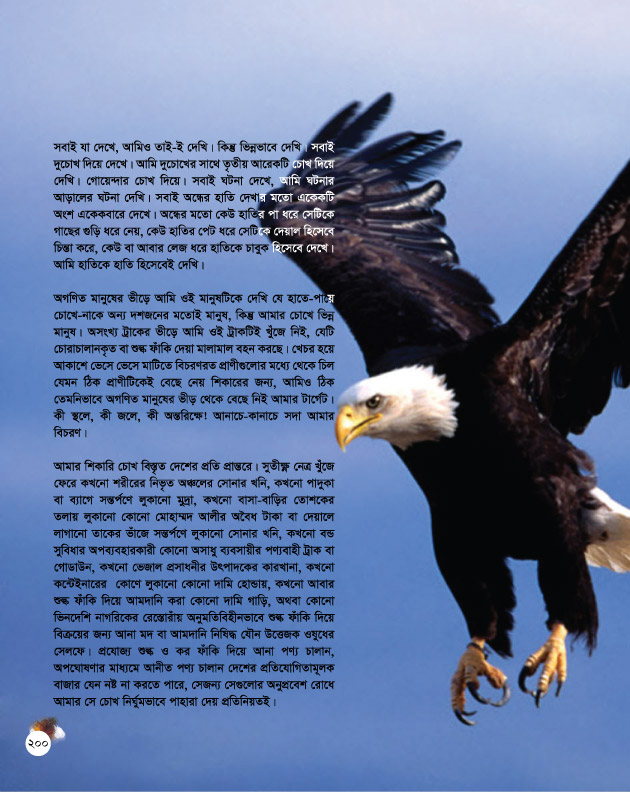 সবাই যা দেখে, আমিও তাই-ই দেখি। কিন্তু ভিন্নভাবে দেখি। সবাই
দুচোখ দিয়ে দেখে। আমি দুচোখের সাথে তৃতীয় আরেকটি চোখ দিয়ে
দেখি। গোয়েন্দার চোখ দিয়ে। সবাই ঘটনা দেখে, আমি ঘটনার
আড়ালের ঘটনা দেখি। সবাই অন্ধের হাতি দেখার মতো একেকটি
অংশ একেকবারে দেখে। অন্ধের মতো কেউ হাতির পা ধরে সেটিকে
গাছের গুড়ি ধরে নেয়, কেউ হাতির পেট ধরে সেটিকে দেয়াল হিসেবে
চিন্তা করে, কেউ বা আবার লেজ ধরে হাতিকে চাবুক হিসেবে দেখে।
আমি হাতিকে হাতি হিসেবেই দেখি।
অগণিত মানুষের ভীড়ে আমি ওই মানুষটিকে দেখি যে হাতে-পায়ে
চোখে-নাকে অন্য দশজনের মতোই মানুষ, কিন্তু আমার চোখে ভিন্ন
মানুষ। অসংখ্য ট্রাকের ভীড়ে আমি ওই ট্রাকটিই খুঁজে নিই, যেটি
চোরাচালানকৃত বা শুল্ক ফাঁকি দেয়া মালামাল বহন করছে। খেচর হয়ে
আকাশে ভেসে ভেসে মাটিতে বিচরণরত প্রাণীগুলোর মধ্যে থেকে চিল
যেমন ঠিক প্রাণীটিকেই বেছে নেয় শিকারের জন্য, আমিও ঠিক
তেমনিভাবে অগণিত মানুষের ভীড় থেকে বেছে নিই আমার টার্গেট।
কী স্থলে, কী জলে, কী অন্তরিক্ষে! আনাচে-কানাচে সদা আমার
বিচরণ।
আমার শিকারি চোখ বিস্তৃত দেশের প্রতি প্রান্তরে। সুতীক্ষ্ণ নেত্র খুঁজে
ফেরে কখনো শরীরের নিভৃত অঞ্চলের সোনার খনি, কখনো পাদুকা
বা ব্যাগে সন্তর্পণে লুকানো মুদ্রা, কখনো বাসা-বাড়ির তোশকের
তলায় লুকানো কোনো মোহাম্মদ আলীর অবৈধ টাকা বা দেয়ালে
লাগানো তাকের ভাঁজে সন্তর্পণে লুকানো সোনার খনি, কখনো বন্ড
সুবিধার অপব্যবহারকারী কোনো অসাধু ব্যবসায়ীর পণ্যবাহী ট্রাক বা
গোডাউন, কখনো ভেজাল প্রসাধনীর উৎপাদকের কারখানা, কখনো
কন্টেইনারের কোণে লুকানো কোনো দামি হোন্ডায়, কখনো আবার
শুল্ক ফাঁকি দিয়ে আমদানি করা কোনো দামি গাড়ি, অথবা কোনো
ভিনদেশি নাগরিকের রেস্তোরাঁয় অনুমতিবিহীনভাবে শুল্ক ফাঁকি দিয়ে
বিক্রয়ের জন্য আনা মদ বা আমদানি নিষিদ্ধ যৌন উত্তেজক ওষুধের
সেলফে। প্রযোজ্য শুল্ক ও কর ফাঁকি দিয়ে আনা পণ্য চালান,
অপঘোষণার মাধ্যমে আনীত পণ্য চালান দেশের প্রতিযোগিতামূলক
বাজার যেন নষ্ট না করতে পারে, সেজন্য সেগুলোর অনুপ্রবেশ রোধে
আমার সে চোখ নির্ঘুমভাবে পাহারা দেয় প্রতিনিয়তই।
২০০